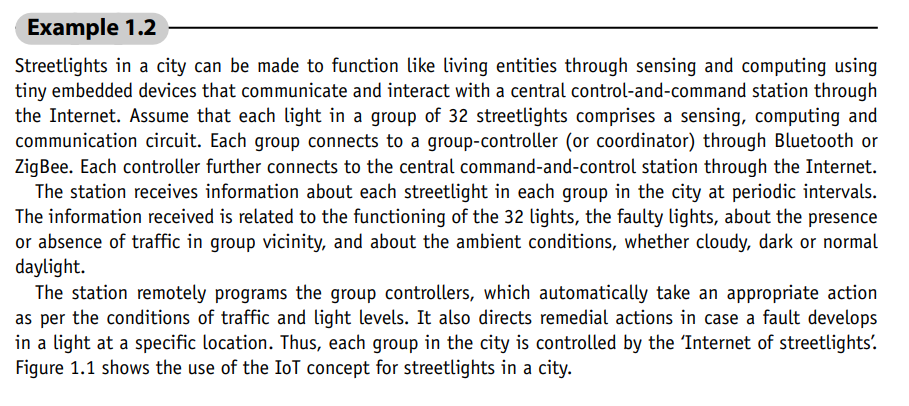 Example 1.2
Streetlights in a city can be made to function like living entities through sensing and computing using
tiny embedded devices that communicate and interact with a central control-and-command station through
the Internet. Assume that each light in a group of 32 streetlights comprises a sensing, computing and
communication circuit. Each group connects to a group-controller (or coordinator) through Bluetooth or
ZigBee. Each controller further connects to the central command-and-control station through the Internet.
The station receives information about each streetlight in each group in the city at periodic intervals.
The information received is related to the functioning of the 32 lights, the faulty lights, about the presence
or absence of traffic in group vicinity, and about the ambient conditions, whether cloudy, dark or normal
daylight.
The station remotely programs the group controllers, which automatically take an appropriate action
as per the conditions of traffic and light levels. It also directs remedial actions in case a fault develops
in a light at a specific location. Thus, each group in the city is controlled by the ‘Internet of streetlights’.
Figure 1.1 shows the use of the IoT concept for streetlights in a city.